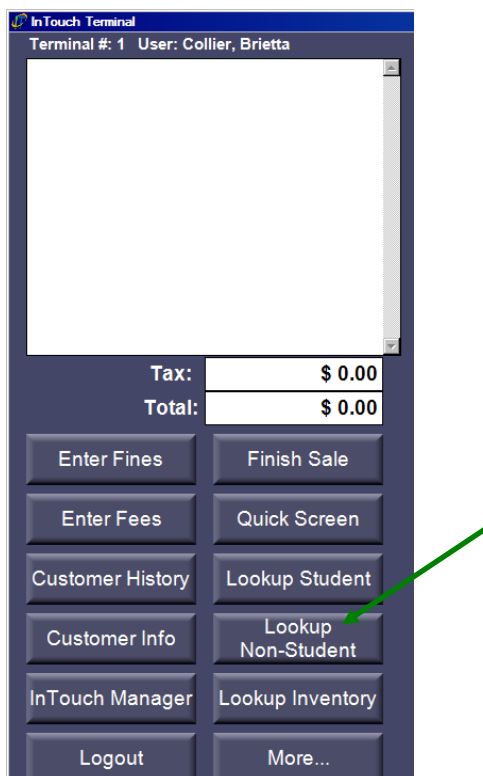 InTouch Terminal
Terminal #: 1 User: Collier, Brietta
Tax: $ 0.00
Total: $ 0.00
Enter Fines Finish Sale
Enter Fees Quick Screen
Customer History Lookup Student
Customer Info Lookup
Non-Student
InTouch Manager Lookup Inventory
Logout More...